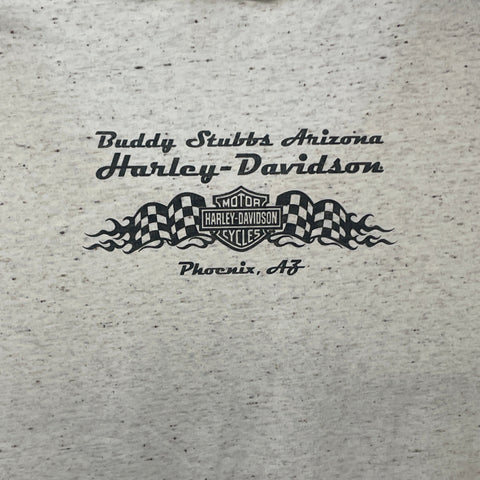 Buddy Stubbs Arizona
Harley-Davidson
MOTOR
HARLEY-DAVIDSON
CYCLES
Phoenix, AZ